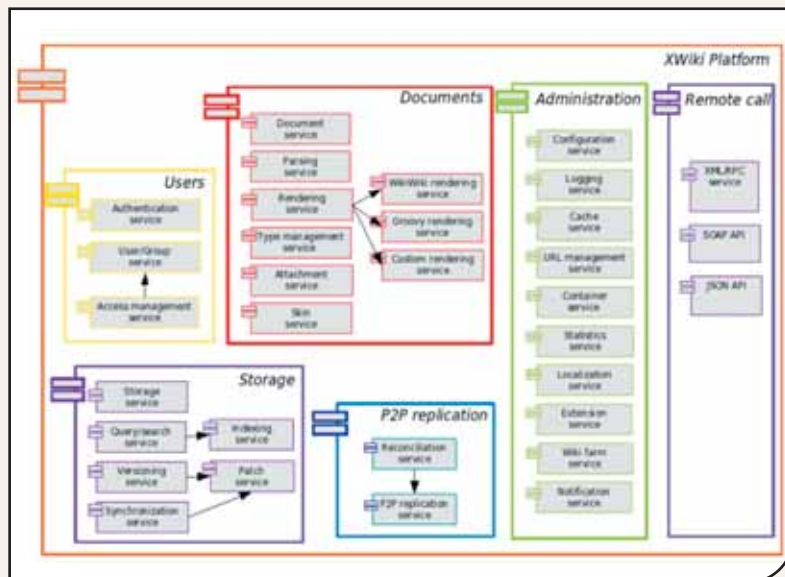 XWiki Platform
Users
Authentication
service
User/Group
service
Access management
service
Documents
Document
service
Parsing
service
Rendering
service
Type management
service
Attachment
service
Skin
service
WikiWiki rendering
service
Groovy rendering
service
Custom rendering
service
Administration
Configuration
service
Logging
service
Cache
service
URL management
service
Container
service
Statistics
service
Localization
service
Extension
service
Wiki farm
service
Notification
service
Remote call
XML/RPC
service
SOAP API
JSON API
Storage
Storage
service
Query/search
service
Versioning
service
Synchronization
service
Indexing
service
Patch
service
P2P replication
Reconciliation
service
P2P replication
service